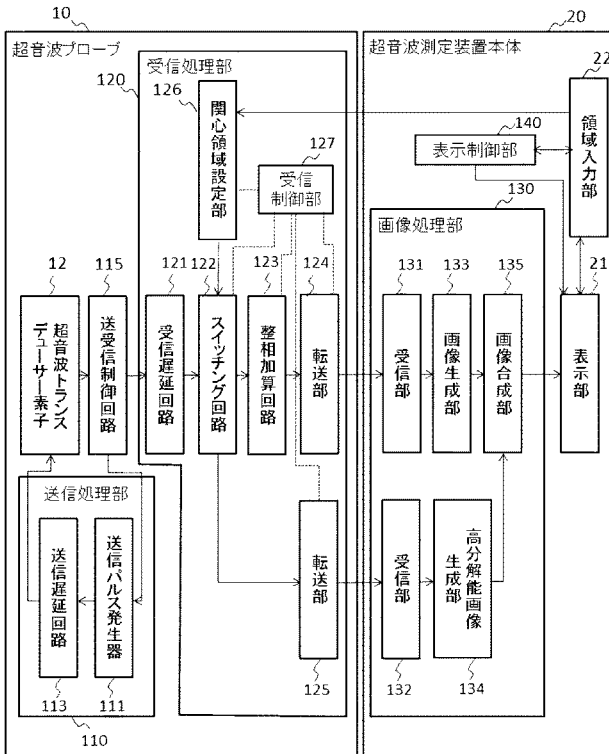 10
20
超音波プローブ
超音波測定装置本体
120
受信処理部
126
関心領域設定部
127
受信
制御部
22
領域入力部
140
表示制御部
130
画像処理部
12
115
121
122
123
124
131
133
135
21
超音波トランス
デューサー素子
送受信制御回路
受信遅延回路
スイッチング回路
整相加算回路
転送部
受信部
画像生成部
画像合成部
表示部
送信処理部
送信遅延回路
送信パルス発生器
転送部
受信部
高分解能画像
生成部
113
111
125
132
134
110